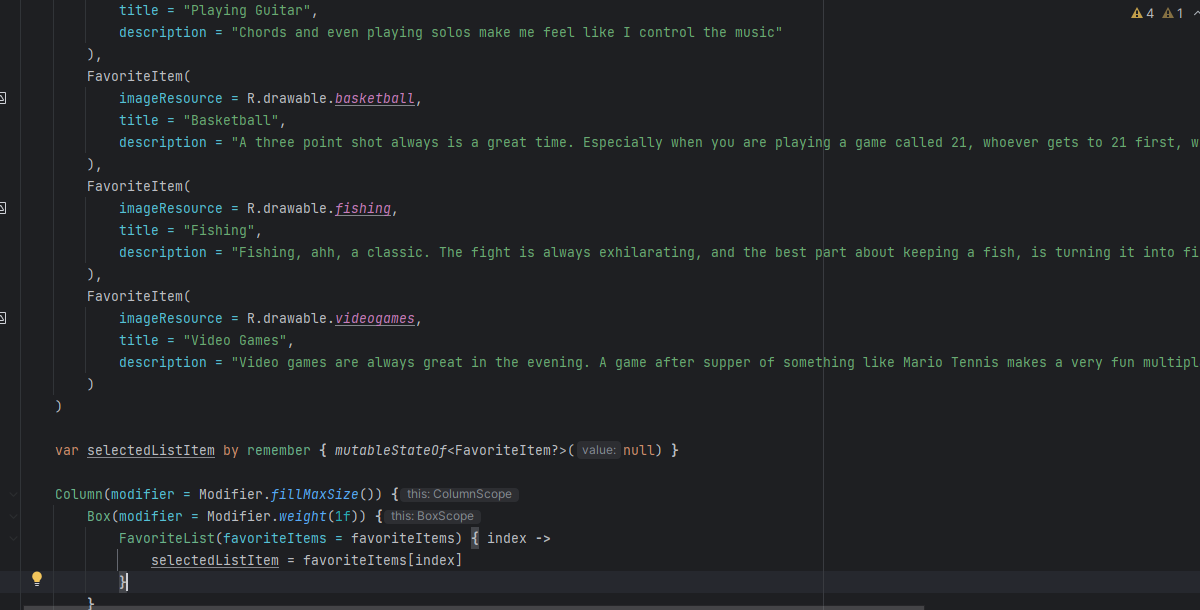 title = "Playing Guitar",
4 1
description = "Chords and even playing solos make me feel like I control the music"
),
FavoriteItem(
imageResource = R.drawable.basketball,
title = "Basketball",
description = "A three point shot always is a great time. Especially when you are playing a game called 21, whoever gets to 21 first, w
),
FavoriteItem(
imageResource = R.drawable.fishing,
title = "Fishing",
description = "Fishing, ahh, a classic. The fight is always exhilarating, and the best part about keeping a fish, is turning it into fi
),
FavoriteItem(
imageResource = R.drawable.videogames,
title = "Video Games",
description = "Video games are always great in the evening. A game after supper of something like Mario Tennis makes a very fun multipl
)
)
var selectedListItem by remember { mutableStateOf<FavoriteItem?>( value: null) }
Column(modifier = Modifier.fillMaxSize()) { this: ColumnScope
Box(modifier = Modifier.weight(1f)) { this: BoxScope
FavoriteList(favoriteItems = favoriteItems) { index ->
selectedListItem = favoriteItems[index]
}
}